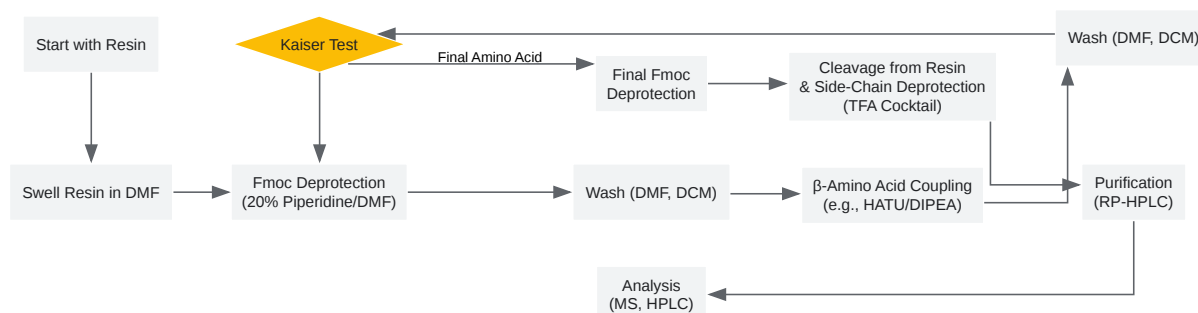 Start with Resin
Kaiser Test
Final Amino Acid
Wash (DMF, DCM)
Final Fmoc
Deprotection
Cleavage from Resin
& Side-Chain Deprotection
(TFA Cocktail)
Swell Resin in DMF
Fmoc Deprotection
(20% Piperidine/DMF)
Wash (DMF, DCM)
β-Amino Acid Coupling
(e.g., HATU/DIPEA)
Purification
(RP-HPLC)
Analysis
(MS, HPLC)